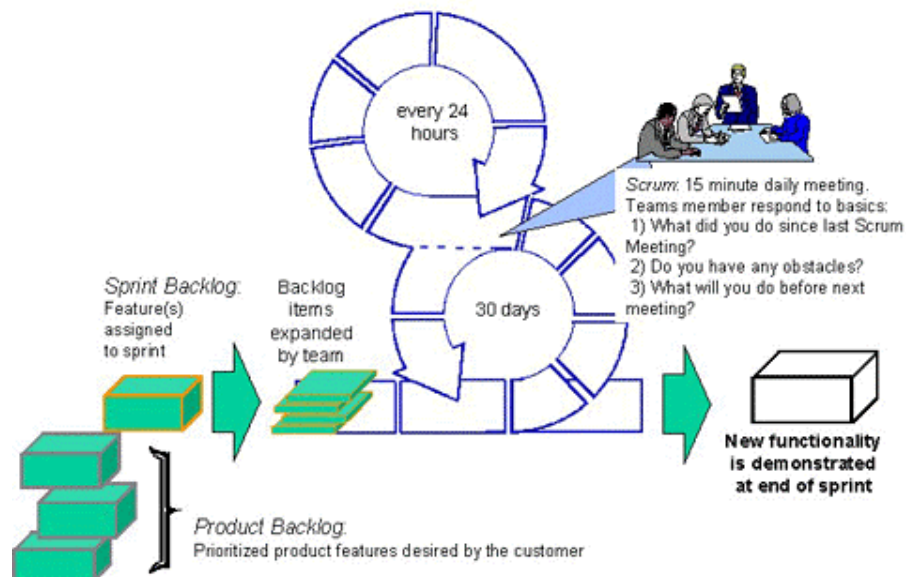 every 24
hours
Scrum: 15 minute daily meeting.
Teams member respond to basics:
1) What did you do since last Scrum
Meeting?
2) Do you have any obstacles?
3) What will you do before next
meeting?
Sprint Backlog:
Feature(s)
assigned
to sprint
Backlog
items
expanded
by team
30 days
New functionality
is demonstrated
at end of sprint
Product Backlog:
Prioritized product features desired by the customer